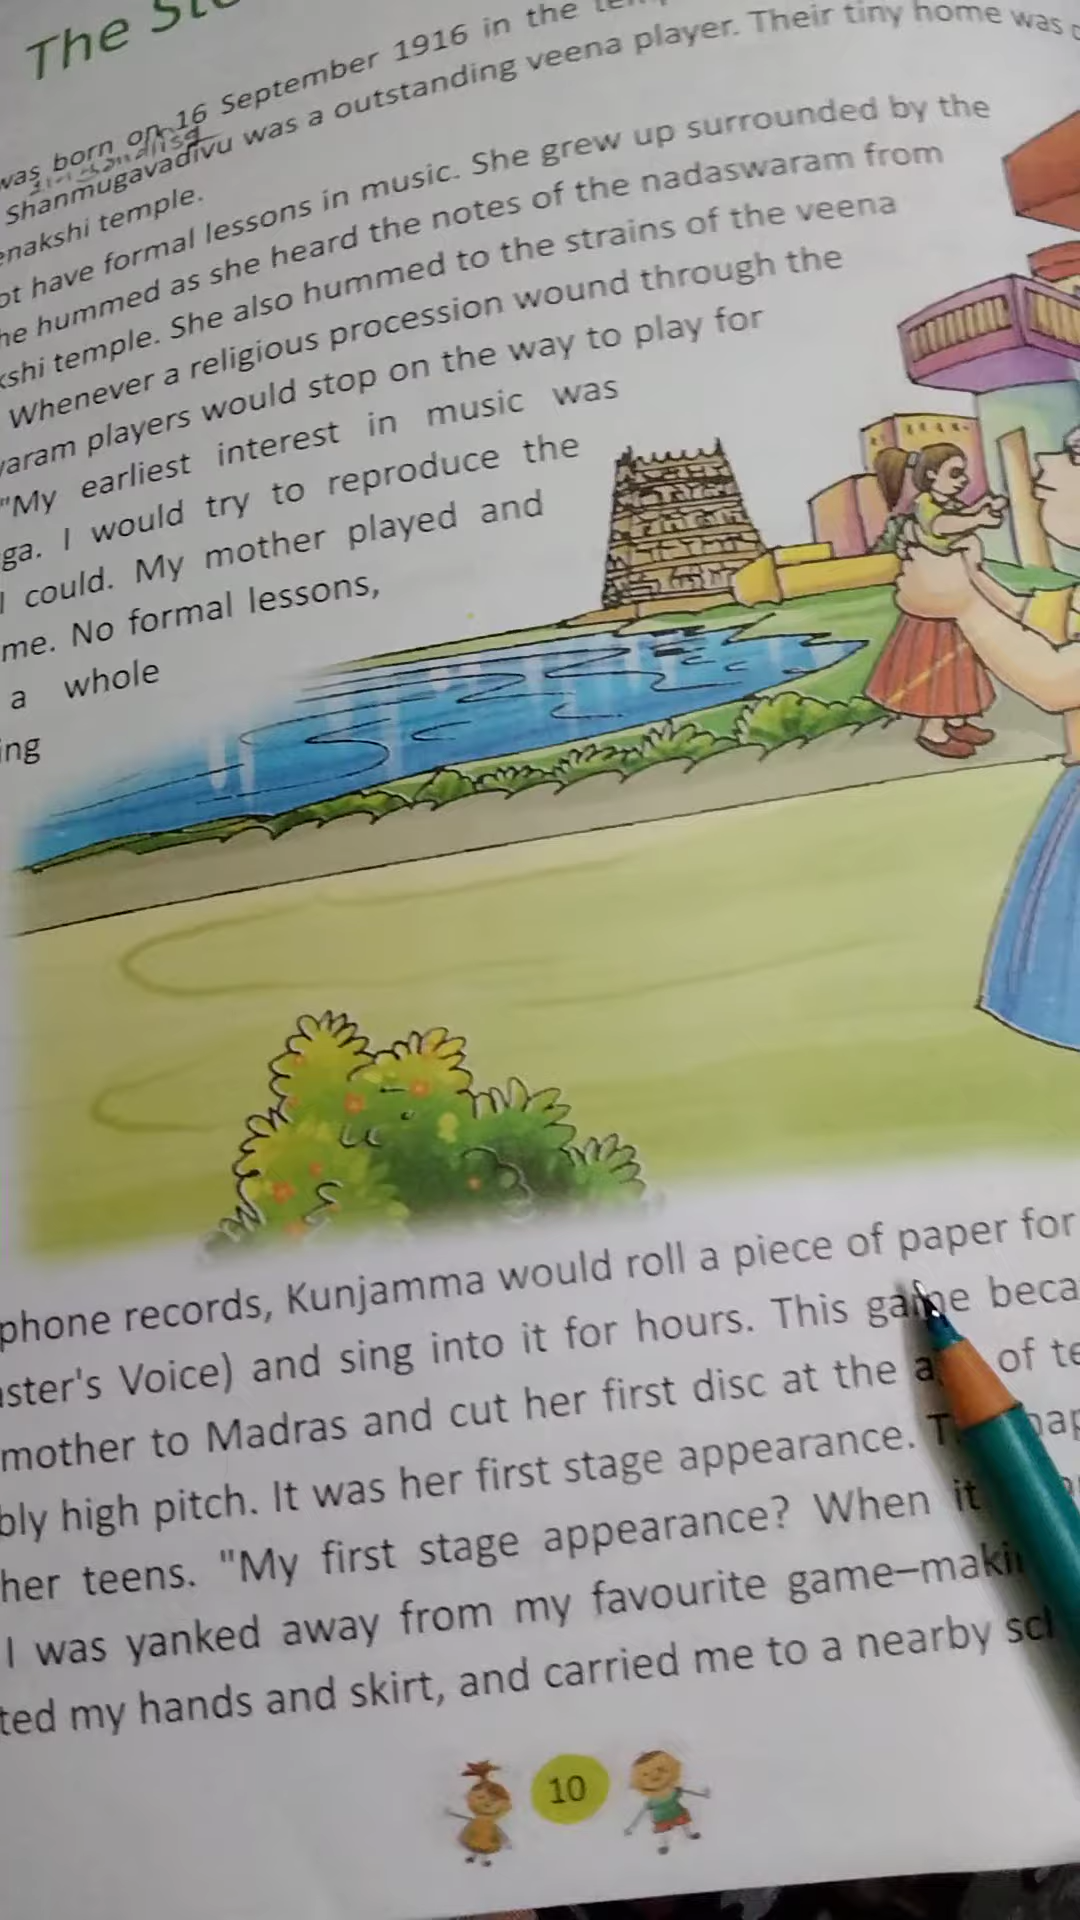 The
was born on 16 September 1916 in the
Shanmugavadivu was a outstanding veena player. Their tiny home was
enakshi temple.
ot have formal lessons in music. She grew up surrounded by the
he hummed as she heard the notes of the nadaswaram from
kshi temple. She also hummed to the strains of the veena
Whenever a religious procession wound through the
varam players would stop on the way to play for
"My earliest interest in music was
ga. I would try to reproduce the
I could. My mother played and
me. No formal lessons,
a whole
ing
phone records, Kunjamma would roll a piece of paper for
aster's Voice) and sing into it for hours. This game beca
mother to Madras and cut her first disc at the of te
bly high pitch. It was her first stage appearance.
her teens. "My first stage appearance? When it
I was yanked away from my favourite game–maki
ted my hands and skirt, and carried me to a nearby
10